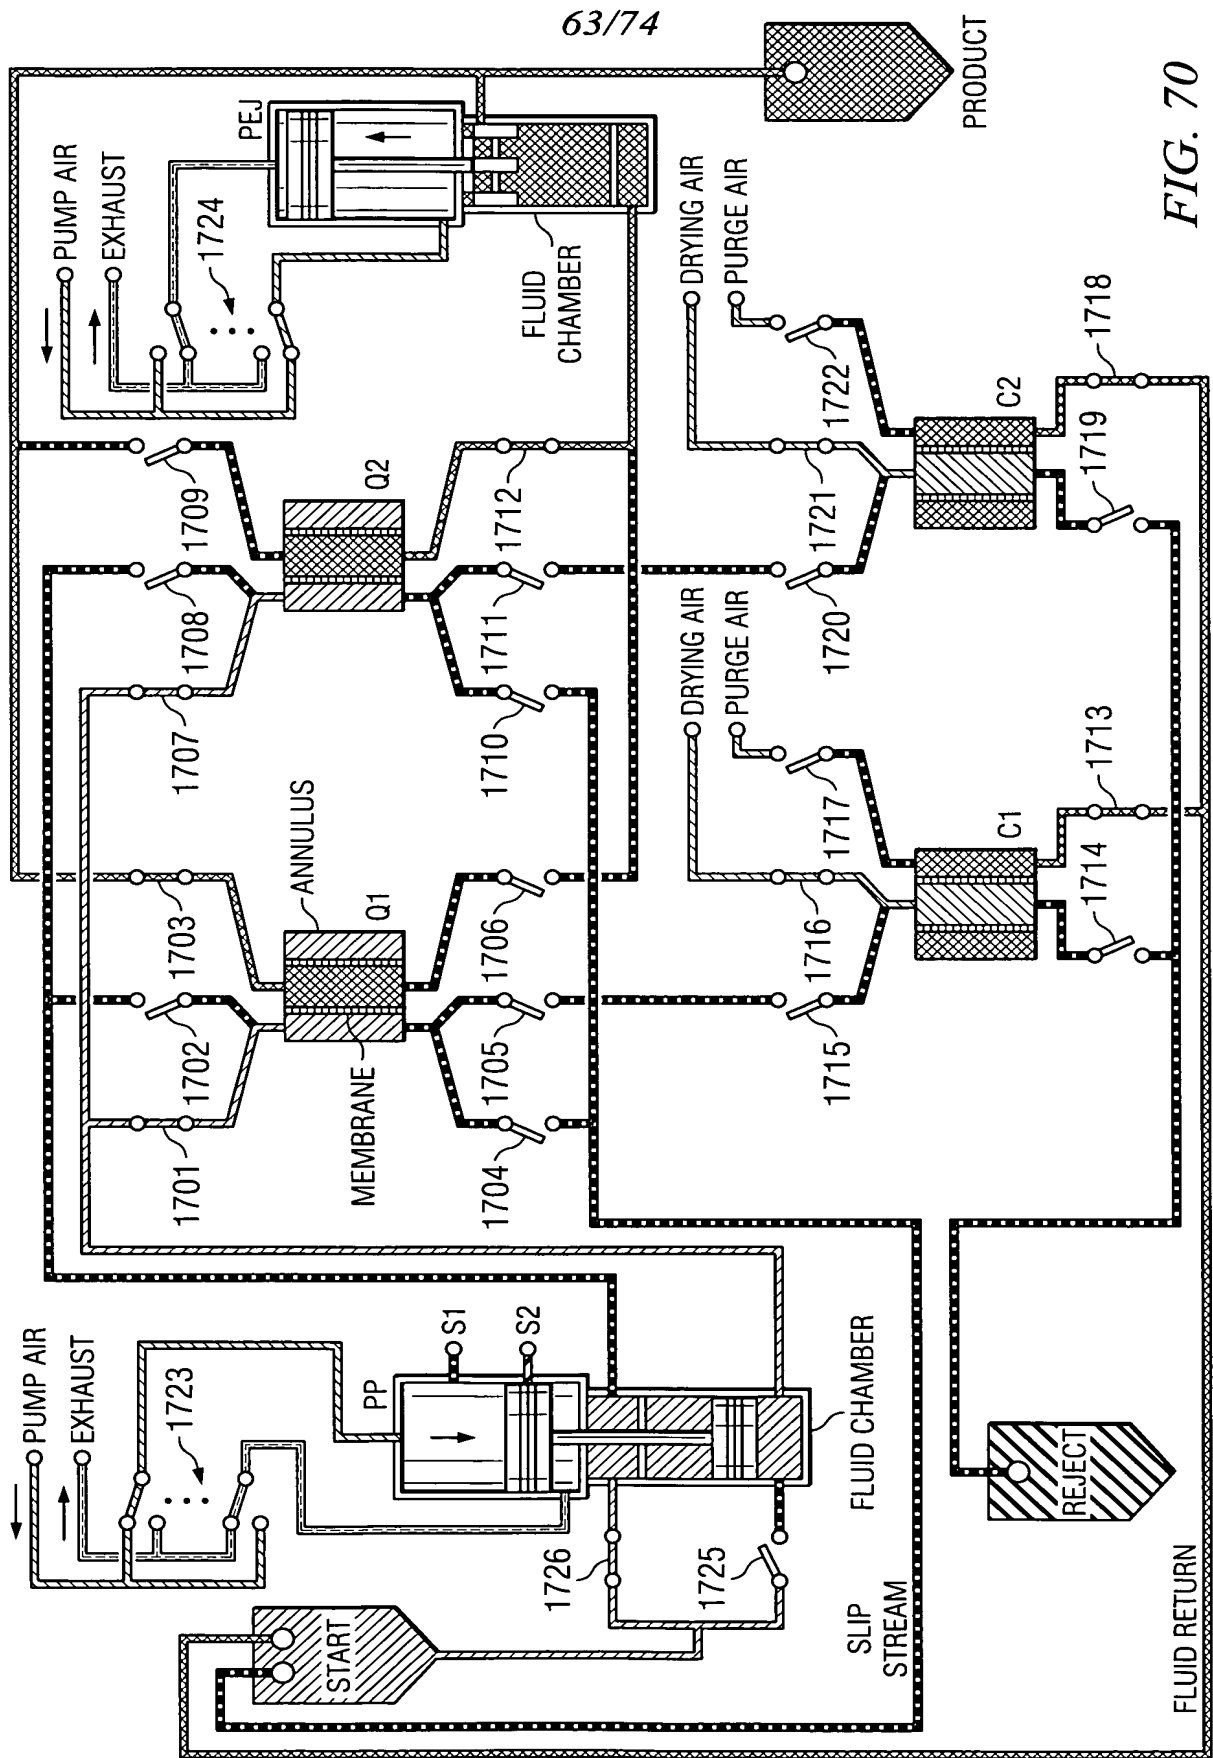 63/74
PUMP AIR
EXHAUST
1723
START
PP
S1
S2
1726
1725
FLUID CHAMBER
SLIP
STREAM
REJECT
FLUID RETURN
1701
1702
1703
ANNULUS
MEMBRANE
Q1
1704
1705
1706
1707
1708
1709
Q2
1710
1711
1712
PUMP AIR
EXHAUST
1724
PEJ
FLUID
CHAMBER
PRODUCT
DRYING AIR
PURGE AIR
1715
1716
1717
C1
1714
1713
DRYING AIR
PURGE AIR
1720
1721
1722
C2
1719
1718
FIG. 70